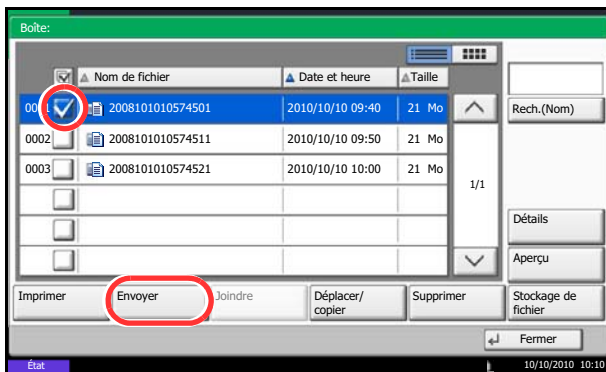 Boîte:
Nom de fichier Date et heure Taille
0001 2008101010574501 2010/10/10 09:40 21 Mo Rech.(Nom)
0002 2008101010574511 2010/10/10 09:50 21 Mo
0003 2008101010574521 2010/10/10 10:00 21 Mo
1/1
Détails
Aperçu
Imprimer Envoyer Joindre Déplacer/ copier Supprimer Stockage de fichier
Fermer
État 10/10/2010 10:10